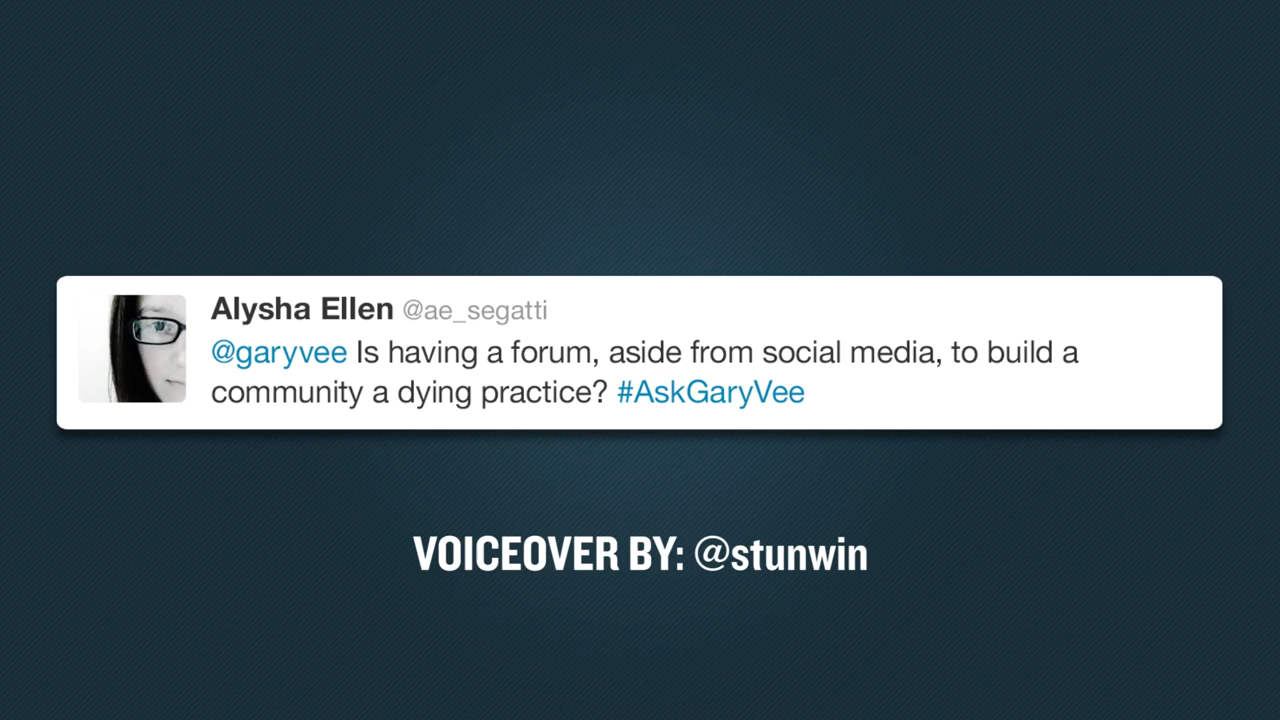 Alysha Ellen @ae_segatti
@garyvee Is having a forum, aside from social media, to build a
community a dying practice? #AskGaryVee
VOICEOVER BY: @stunwin